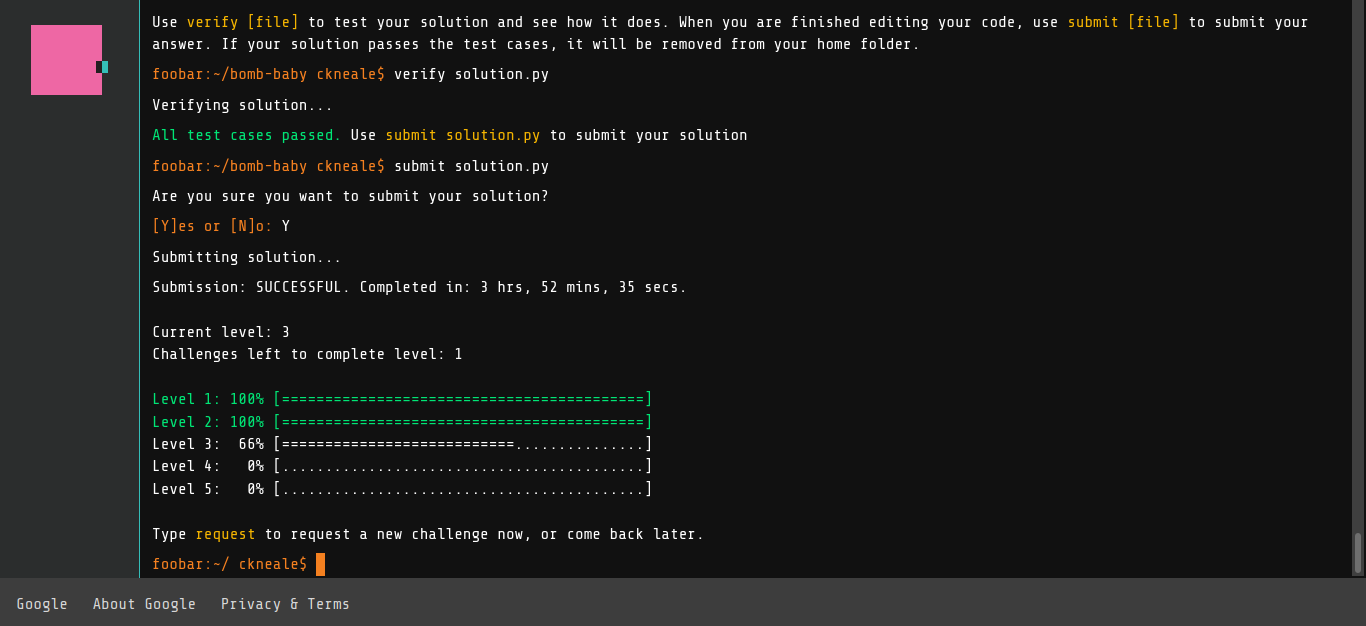 Use verify [file] to test your solution and see how it does. When you are finished editing your code, use submit [file] to submit your
answer. If your solution passes the test cases, it will be removed from your home folder.
foobar:~/bomb-baby ckneale$ verify solution.py
Verifying solution...
All test cases passed. Use submit solution.py to submit your solution
foobar:~/bomb-baby ckneale$ submit solution.py
Are you sure you want to submit your solution?
[Y]es or [N]o: Y
Submitting solution...
Submission: SUCCESSFUL. Completed in: 3 hrs, 52 mins, 35 secs.
Current level: 3
Challenges left to complete level: 1
Level 1: 100% [==========================================]
Level 2: 100% [==========================================]
Level 3:  66% [===========================...............]
Level 4:   0% [..........................................]
Level 5:   0% [..........................................]
Type request to request a new challenge now, or come back later.
foobar:~/ ckneale$
Google About Google Privacy & Terms